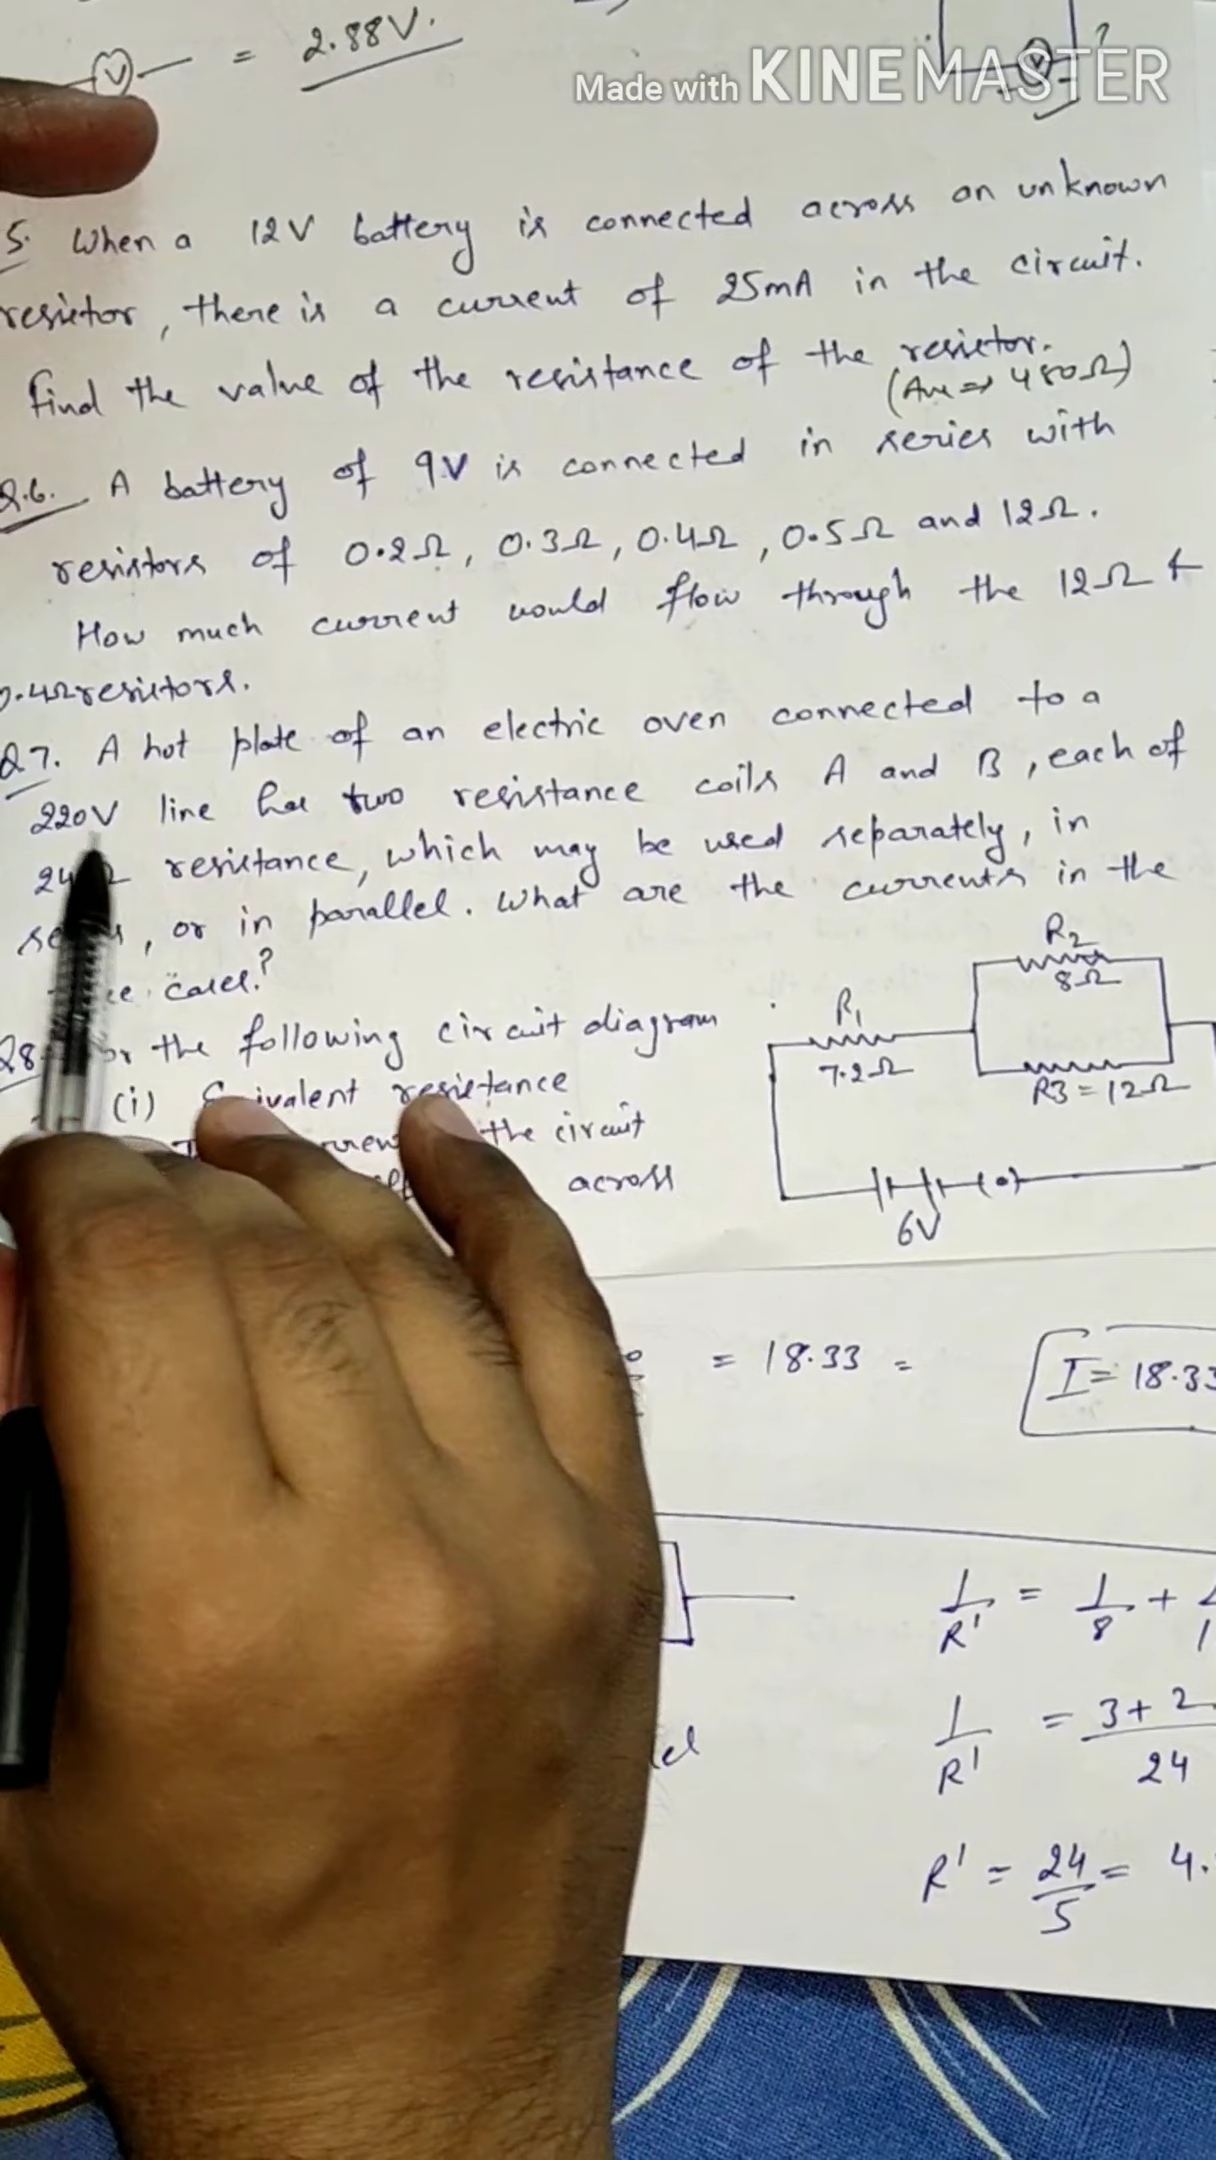 = 2.88V.
V
V ?
Made with KINEMASTER
5. When a 12V battery is connected across an unknown
resistor, there is a current of 25mA in the circuit.
find the value of the resistance of the resistor.
(Ans => 480Ω)
Q.6. A battery of 9V is connected in series with
resistors of 0.2Ω, 0.3Ω, 0.4Ω, 0.5Ω and 12Ω.
How much current would flow through the 12Ω &
0.4Ω resistors.
Q7. A hot plate of an electric oven connected to a
220V line has two resistance coils A and B, each of
24 resistance, which may be used separately, in
, or in parallel. What are the currents in the
cases?
Q8. the following circuit diagram
(i) resistance
the circuit
across
R1
7.2Ω
R2
8Ω
R3 = 12Ω
6V
= 18.33 =
I = 18.33
1/R' = 1/8 + 1
1/R' = 3+2/24
R' = 24/5 = 4.